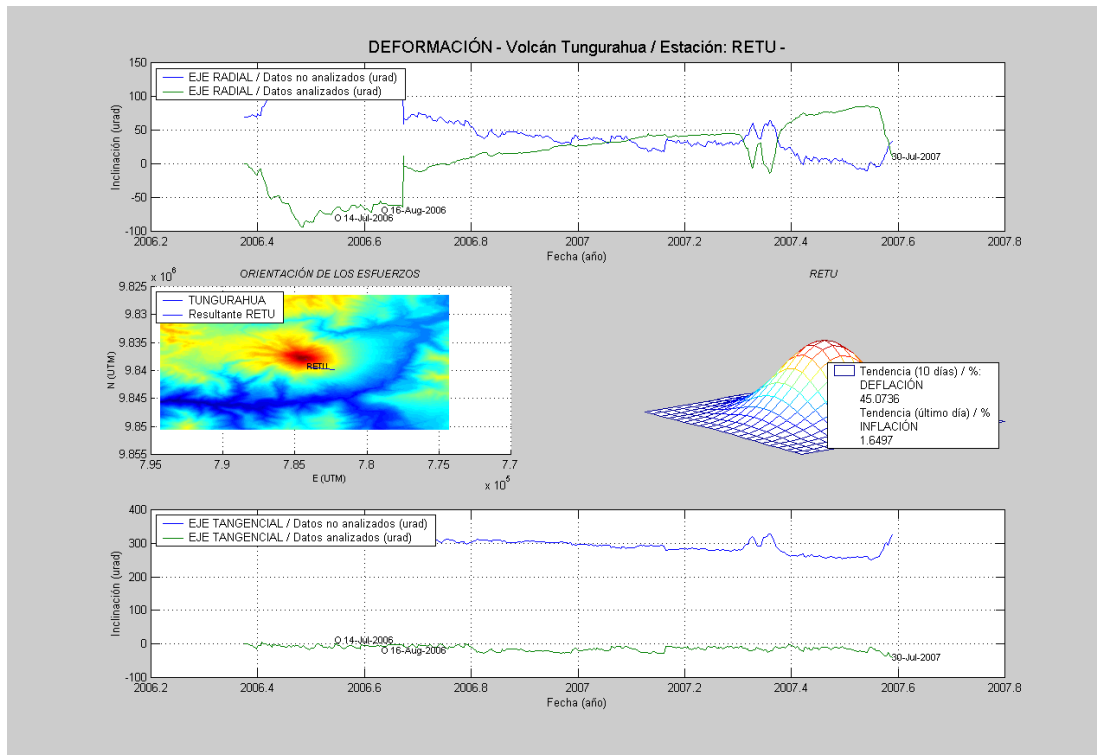 DEFORMACIÓN - Volcán Tungurahua / Estación: RETU -
EJE RADIAL / Datos no analizados (urad)
EJE RADIAL / Datos analizados (urad)
Inclinación (urad)
150
100
50
0
-50
-100
O 14-Jul-2006
O 16-Aug-2006
30-Jul-2007
2006.2
2006.4
2006.6
2006.8
2007
2007.2
2007.4
2007.6
2007.8
Fecha (año)
ORIENTACIÓN DE LOS ESFUERZOS
x 10^6
TUNGURAHUA
Resultante RETU
N (UTM)
9.825
9.83
9.835
9.84
9.845
9.85
9.855
RETU
7.95
7.9
7.85
7.8
7.75
7.7
E (UTM)
x 10^5
RETU
Tendencia (10 días) / %:
DEFLACIÓN
45.0736
Tendencia (último día) / %
INFLACIÓN
1.6497
EJE TANGENCIAL / Datos no analizados (urad)
EJE TANGENCIAL / Datos analizados (urad)
Inclinación (urad)
400
300
200
100
0
-100
O 14-Jul-2006
O 16-Aug-2006
30-Jul-2007
2006.2
2006.4
2006.6
2006.8
2007
2007.2
2007.4
2007.6
2007.8
Fecha (año)